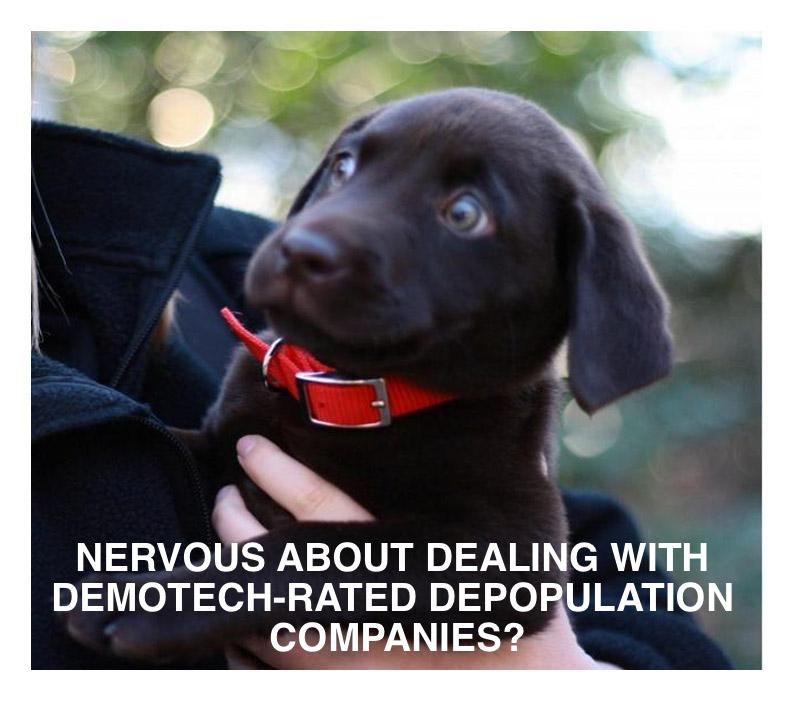 NERVOUS ABOUT DEALING WITH
DEMOTECH-RATED DEPOPULATION
COMPANIES?